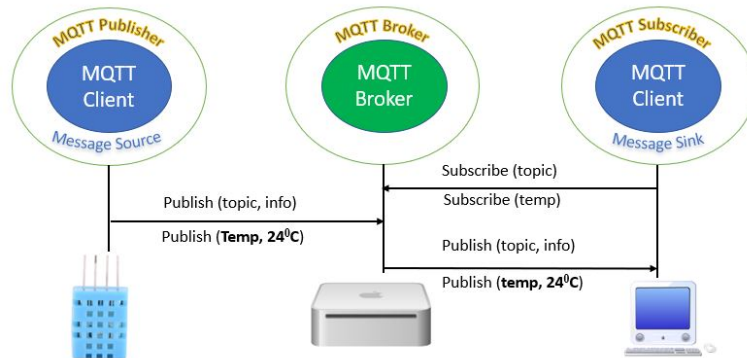 MQTT Publisher
MQTT
Client
Message Source
MQTT Broker
MQTT
Broker
MQTT Subscriber
MQTT
Client
Message Sink
Subscribe (topic)
Subscribe (temp)
Publish (topic, info)
Publish (Temp, 24⁰C)
Publish (topic, info)
Publish (temp, 24⁰C)